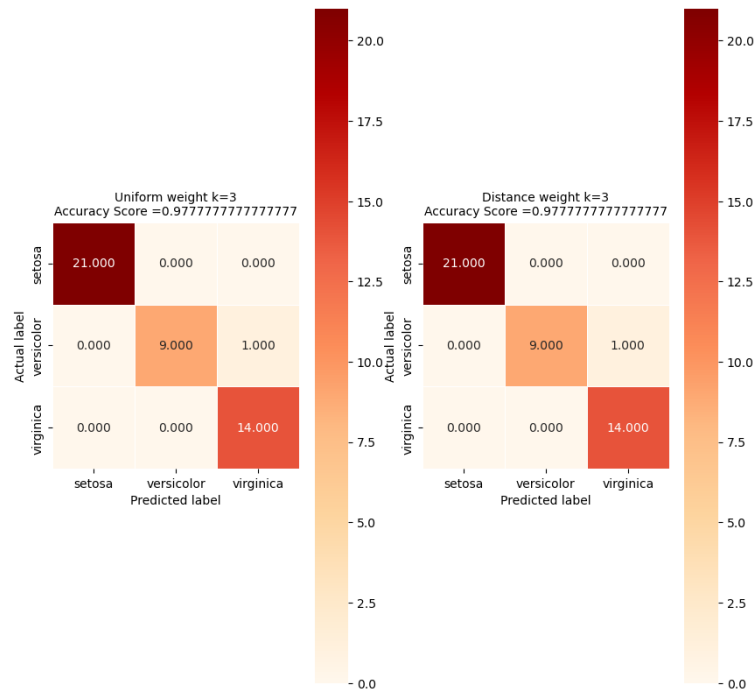 Uniform weight k=3
Accuracy Score =0.9777777777777777
Actual label
setosa
versicolor
virginica
21.000 0.000 0.000
0.000 9.000 1.000
0.000 0.000 14.000
setosa versicolor virginica
Predicted label
20.0
17.5
15.0
12.5
10.0
7.5
5.0
2.5
0.0
Distance weight k=3
Accuracy Score =0.9777777777777777
Actual label
setosa
versicolor
virginica
21.000 0.000 0.000
0.000 9.000 1.000
0.000 0.000 14.000
setosa versicolor virginica
Predicted label
20.0
17.5
15.0
12.5
10.0
7.5
5.0
2.5
0.0